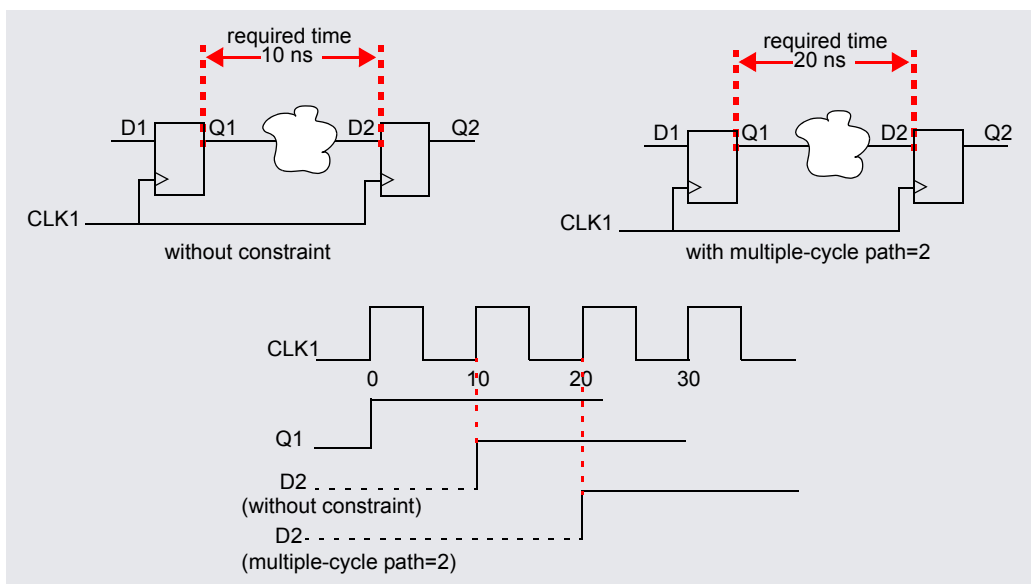 required time
10 ns
D1
Q1
D2
Q2
CLK1
without constraint
required time
20 ns
D1
Q1
D2
Q2
CLK1
with multiple-cycle path=2
CLK1
0
10
20
30
Q1
D2
(without constraint)
D2
(multiple-cycle path=2)